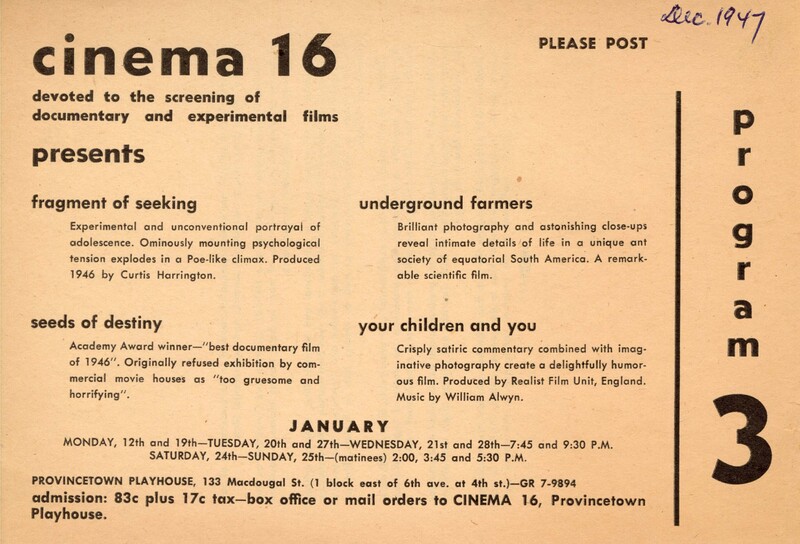 Dec. 1947
cinema 16
PLEASE POST
devoted to the screening of
documentary and experimental films
presents
fragment of seeking
Experimental and unconventional portrayal of
adolescence. Ominously mounting psychological
tension explodes in a Poe-like climax. Produced
1946 by Curtis Harrington.
underground farmers
Brilliant photography and astonishing close-ups
reveal intimate details of life in a unique ant
society of equatorial South America. A remark-
able scientific film.
seeds of destiny
Academy Award winner—"best documentary film
of 1946". Originally refused exhibition by com-
mercial movie houses as "too gruesome and
horrifying".
your children and you
Crisply satiric commentary combined with imag-
inative photography create a delightfully humor-
ous film. Produced by Realist Film Unit, England.
Music by William Alwyn.
JANUARY
MONDAY, 12th and 19th—TUESDAY, 20th and 27th—WEDNESDAY, 21st and 28th—7:45 and 9:30 P.M.
SATURDAY, 24th—SUNDAY, 25th—(matinees) 2:00, 3:45 and 5:30 P.M.
PROVINCETOWN PLAYHOUSE, 133 Macdougal St. (1 block east of 6th ave. at 4th st.)—GR 7-9894
admission: 83c plus 17c tax—box office or mail orders to CINEMA 16, Provincetown
Playhouse.
program
3